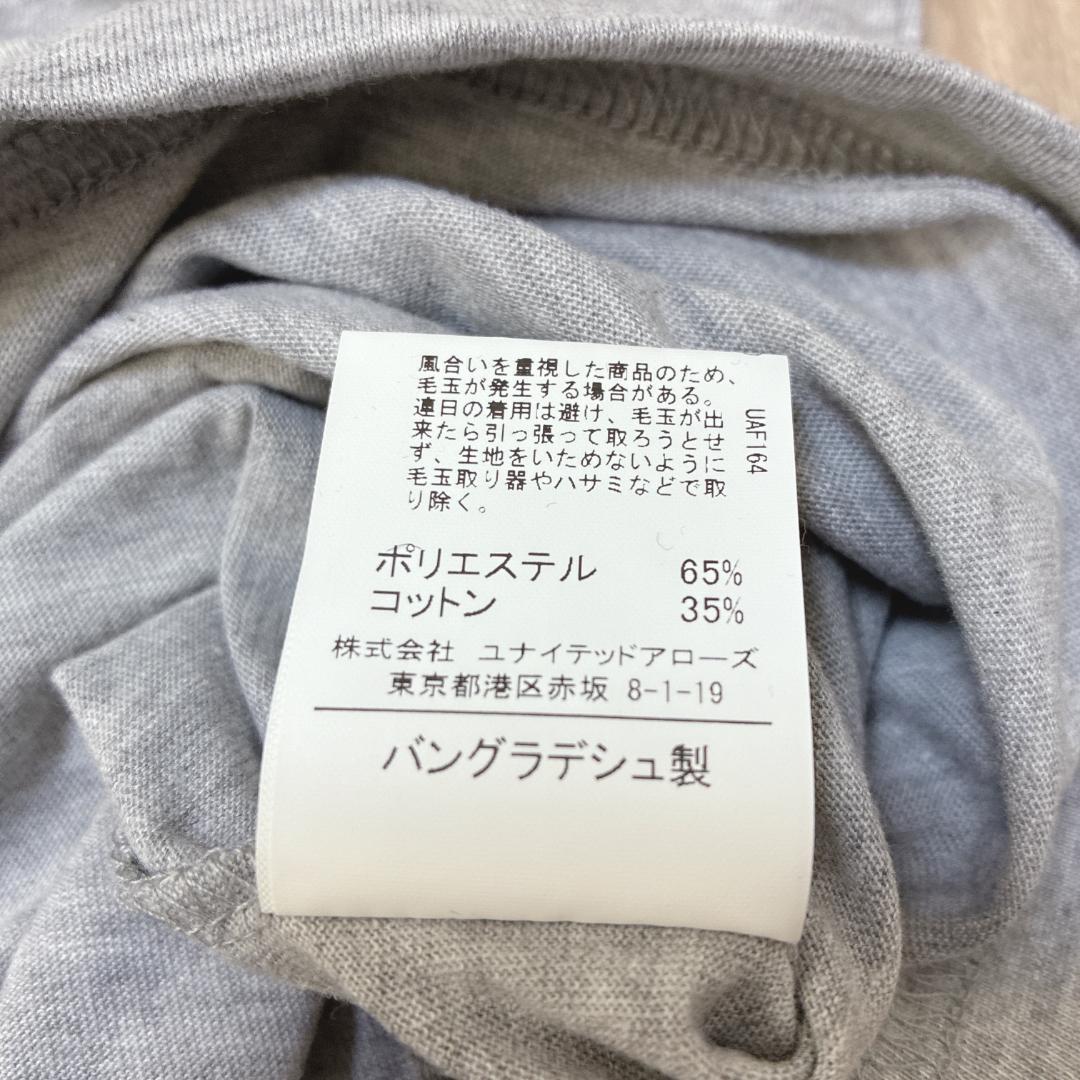 風合いを重視した商品のため、
毛玉が発生する場合がある。
連日の着用は避け、毛玉が出
来たら引っ張って取ろうとせ
ず、生地をいためないように
毛玉取り器やハサミなどで取
り除く。
UAF164
ポリエステル 65%
コットン 35%
株式会社 ユナイテッドアローズ
東京都港区赤坂 8-1-19
バングラデシュ製